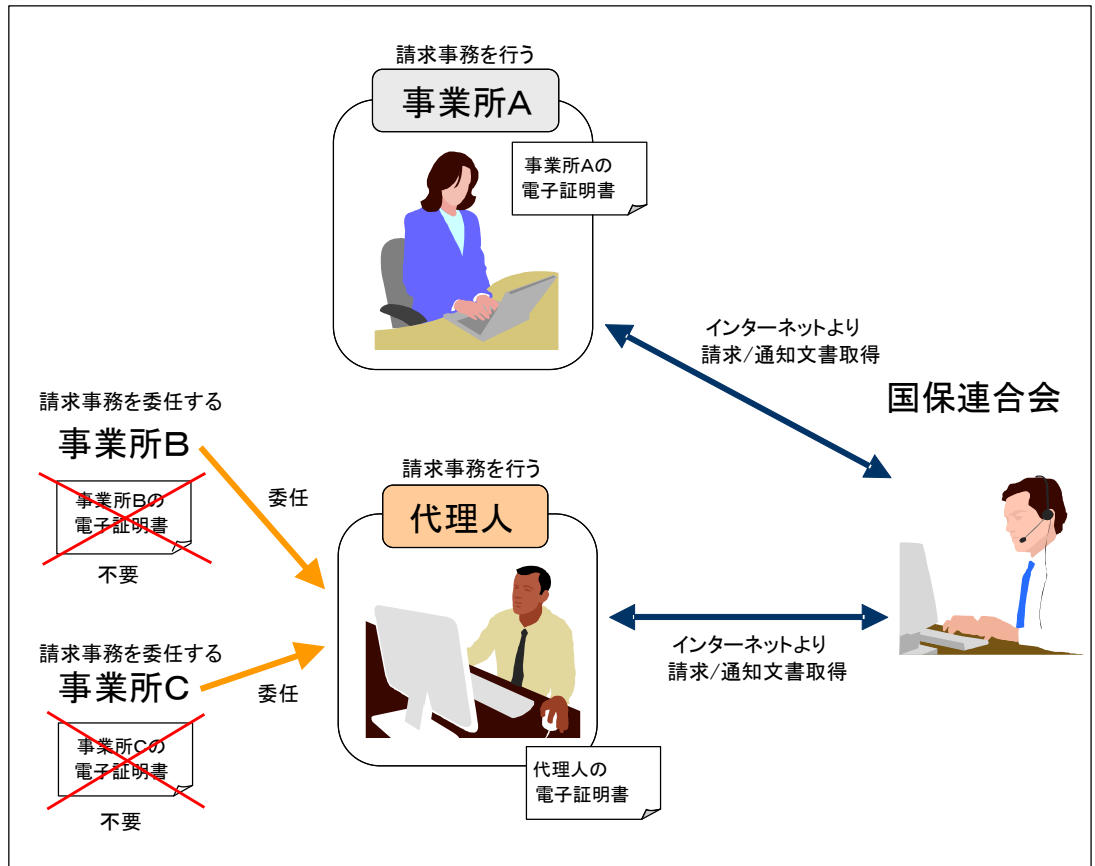 請求事務を行う
事業所A
事業所Aの
電子証明書
インターネットより
請求/通知文書取得
国保連合会
請求事務を委任する
事業所B
事業所Bの
電子証明書
不要
委任
請求事務を行う
代理人
代理人の
電子証明書
インターネットより
請求/通知文書取得
請求事務を委任する
事業所C
事業所Cの
電子証明書
不要
委任